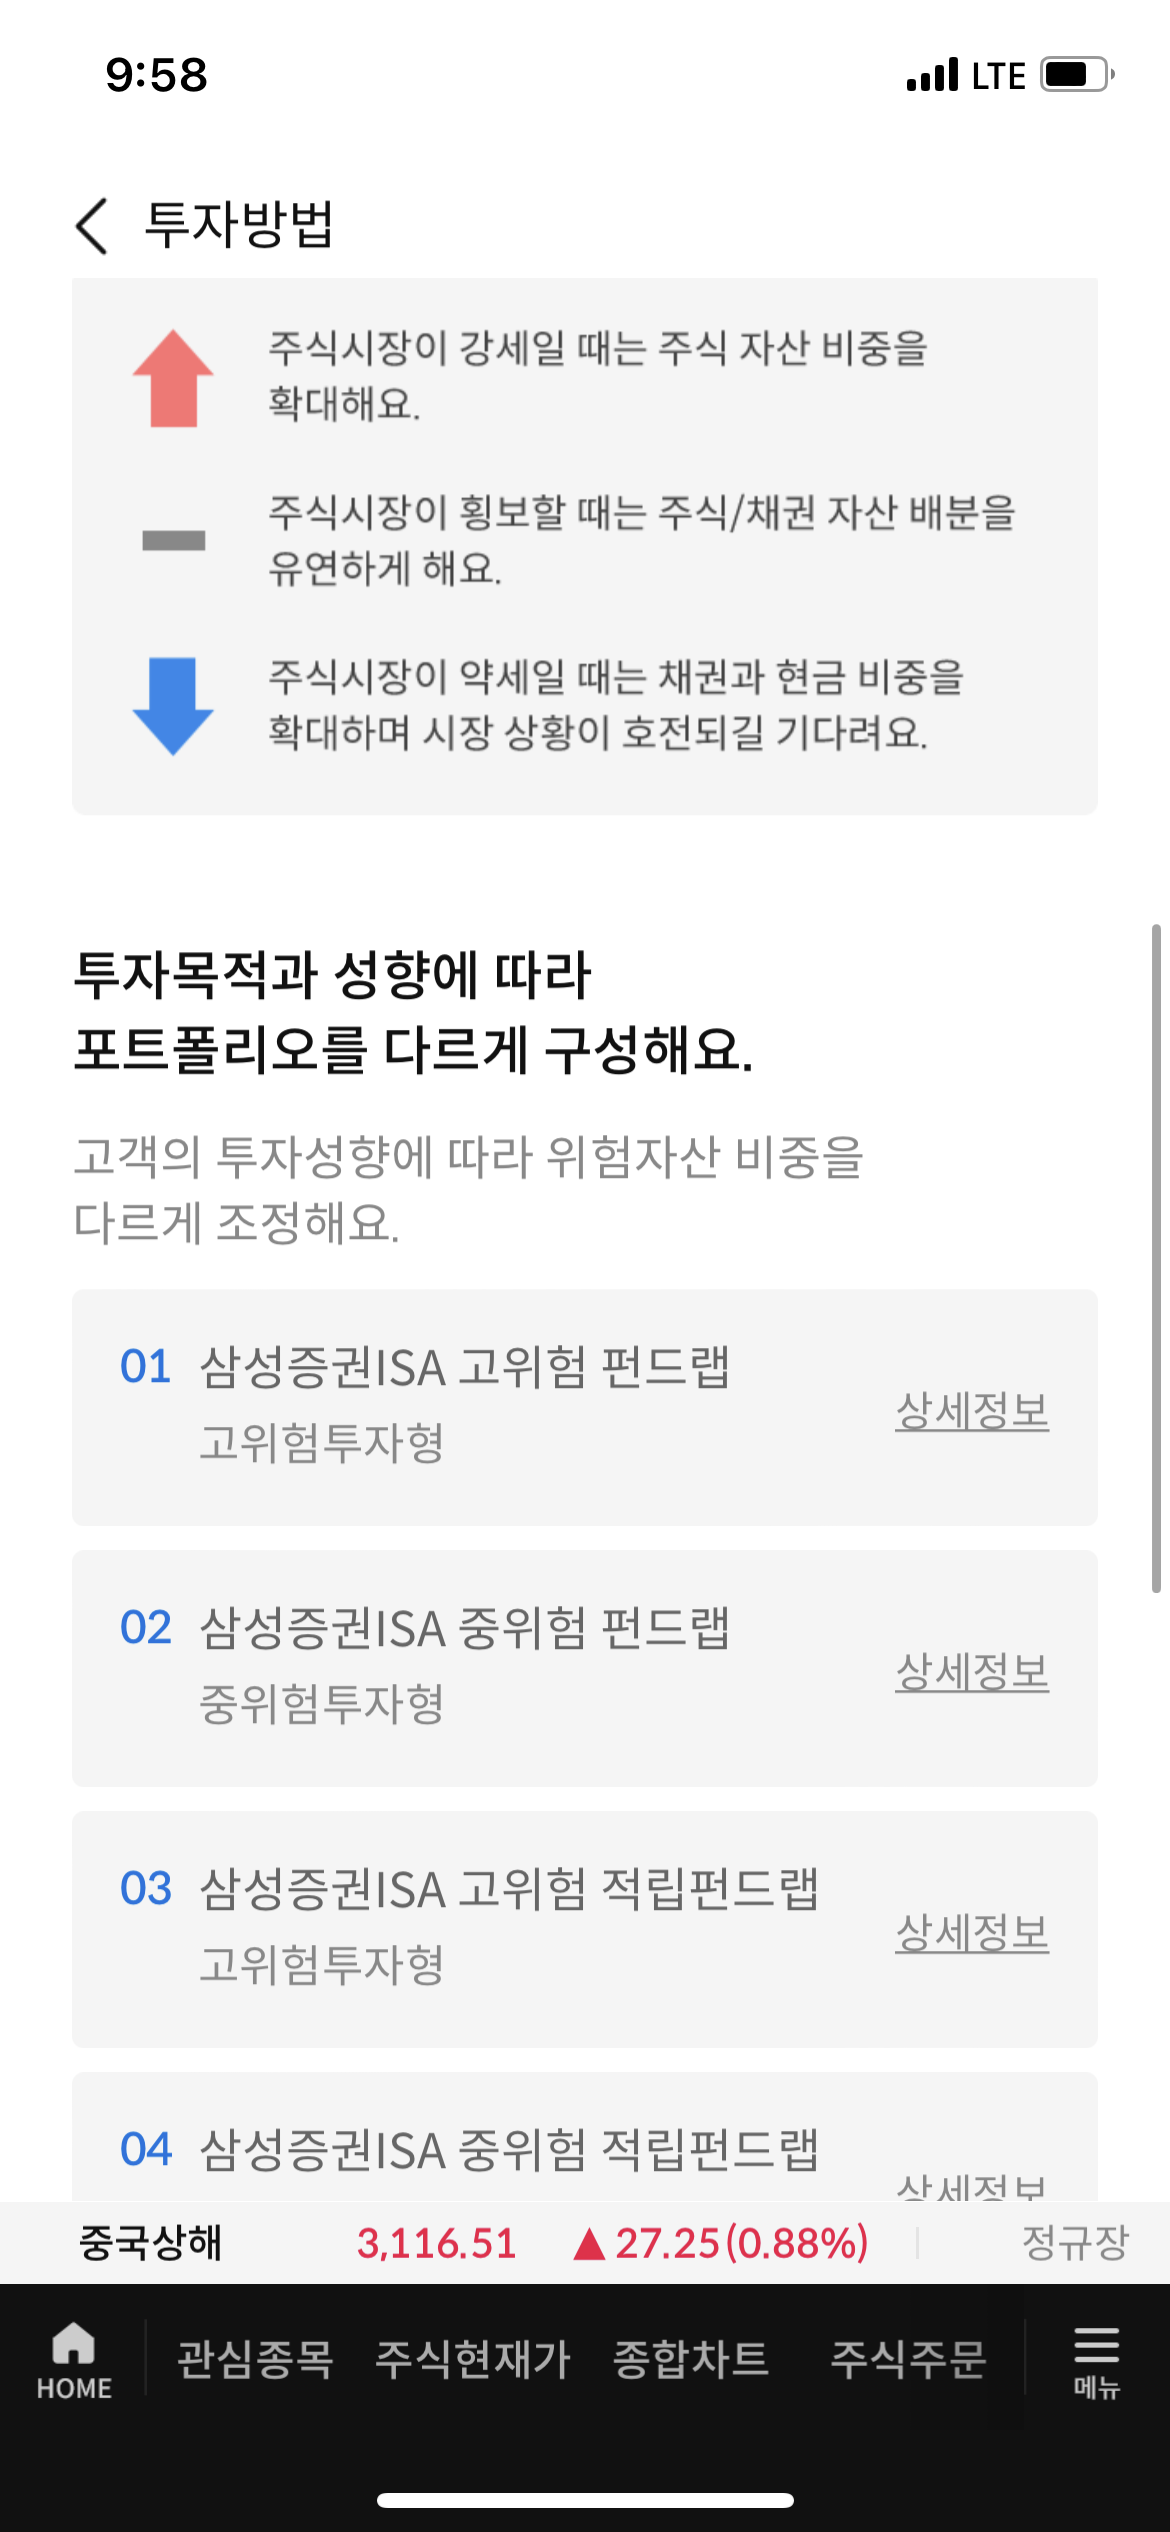 9:58
LTE
투자방법
주식시장이 강세일 때는 주식 자산 비중을
확대해요.
주식시장이 횡보할 때는 주식/채권 자산 배분을
유연하게 해요.
주식시장이 약세일 때는 채권과 현금 비중을
확대하며 시장 상황이 호전되길 기다려요.
투자목적과 성향에 따라
포트폴리오를 다르게 구성해요.
고객의 투자성향에 따라 위험자산 비중을
다르게 조정해요.
01 삼성증권ISA 고위험 펀드랩
고위험투자형
상세정보
02 삼성증권ISA 중위험 펀드랩
중위험투자형
상세정보
03 삼성증권ISA 고위험 적립펀드랩
고위험투자형
상세정보
04 삼성증권ISA 중위험 적립펀드랩
상세정보
중국상해 3,116.51 ▲27.25(0.88%) 정규장
HOME 관심종목 주식현재가 종합차트 주식주문 메뉴